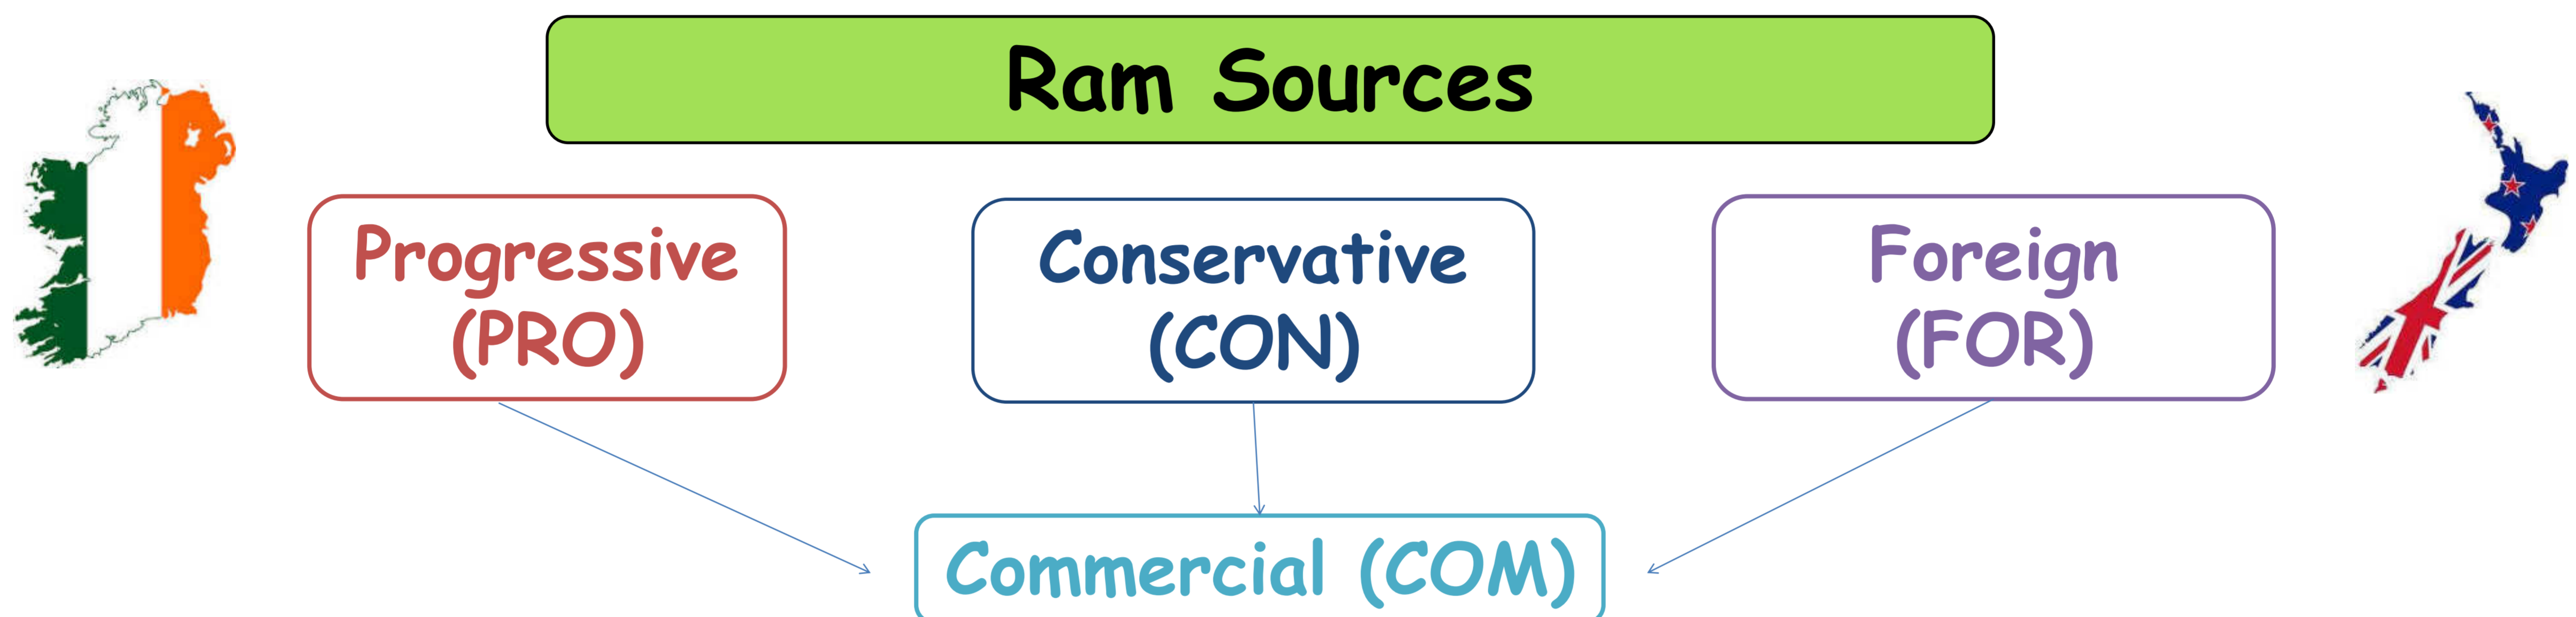 Ram Sources
Progressive
(PRO)
Conservative
(CON)
Foreign
(FOR)
Commercial (COM)